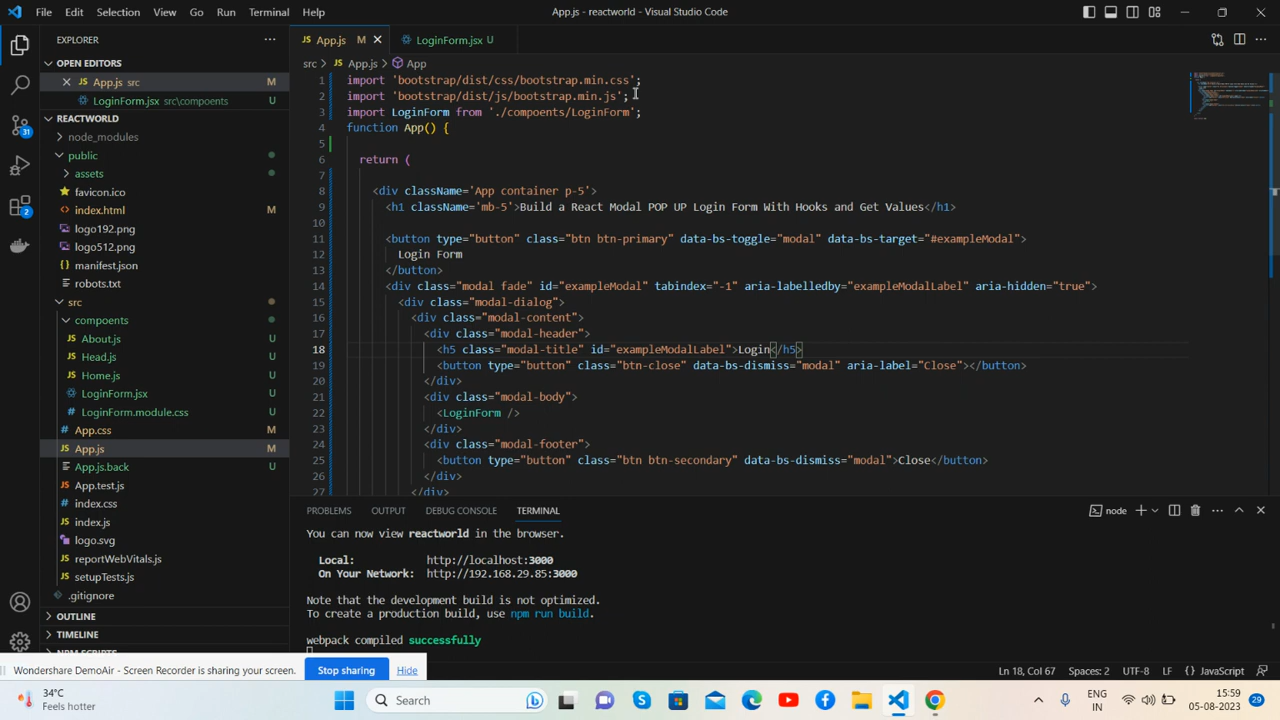 File Edit Selection View Go Run Terminal Help
App.js - reactworld - Visual Studio Code
EXPLORER
OPEN EDITORS
App.js src M
LoginForm.jsx src\compoents U
REACTWORLD
node_modules
public
assets
favicon.ico
index.html M
logo192.png
logo512.png
manifest.json
robots.txt
src
compoents
About.js U
Head.js U
Home.js U
LoginForm.jsx U
LoginForm.module.css U
App.css M
App.js M
App.js.back U
App.test.js
index.css
index.js
logo.svg
reportWebVitals.js
setupTests.js
.gitignore
OUTLINE
TIMELINE
31
2
App.js M LoginForm.jsx U
src > App.js > App
1 import 'bootstrap/dist/css/bootstrap.min.css';
2 import 'bootstrap/dist/js/bootstrap.min.js';
3 import LoginForm from './compoents/LoginForm';
4 function App() {
5
6 return (
7
8 <div className='App container p-5'>
9 <h1 className='mb-5'>Build a React Modal POP UP Login Form With Hooks and Get Values</h1>
10
11 <button type="button" class="btn btn-primary" data-bs-toggle="modal" data-bs-target="#exampleModal">
12 Login Form
13 </button>
14 <div class="modal fade" id="exampleModal" tabindex="-1" aria-labelledby="exampleModalLabel" aria-hidden="true">
15 <div class="modal-dialog">
16 <div class="modal-content">
17 <div class="modal-header">
18 <h5 class="modal-title" id="exampleModalLabel">Login</h5>
19 <button type="button" class="btn-close" data-bs-dismiss="modal" aria-label="Close"></button>
20 </div>
21 <div class="modal-body">
22 <LoginForm />
23 </div>
24 <div class="modal-footer">
25 <button type="button" class="btn btn-secondary" data-bs-dismiss="modal">Close</button>
26 </div>
27 </div>
PROBLEMS OUTPUT DEBUG CONSOLE TERMINAL
node
You can now view reactworld in the browser.
Local: http://localhost:3000
On Your Network: http://192.168.29.85:3000
Note that the development build is not optimized.
To create a production build, use npm run build.
webpack compiled successfully
Wondershare DemoAir - Screen Recorder is sharing your screen. Stop sharing Hide
Ln 18, Col 67 Spaces: 2 UTF-8 LF {} JavaScript
34°C
Feels hotter
Search
ENG
IN
15:59
05-08-2023
29